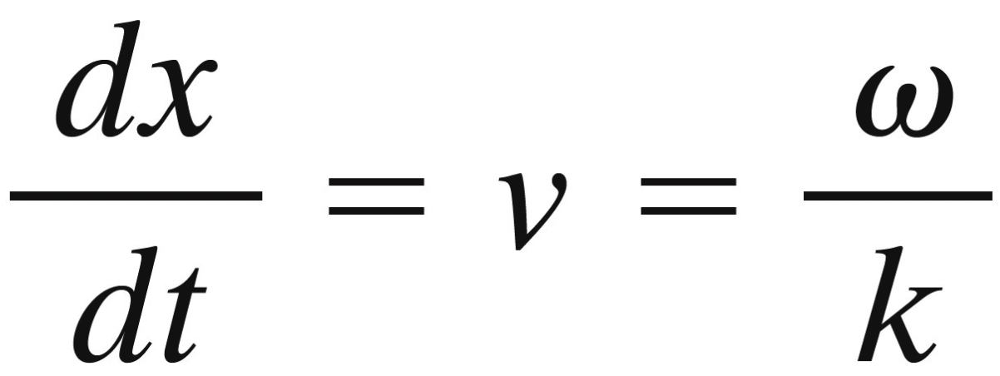 dx/dt = v = ω/k